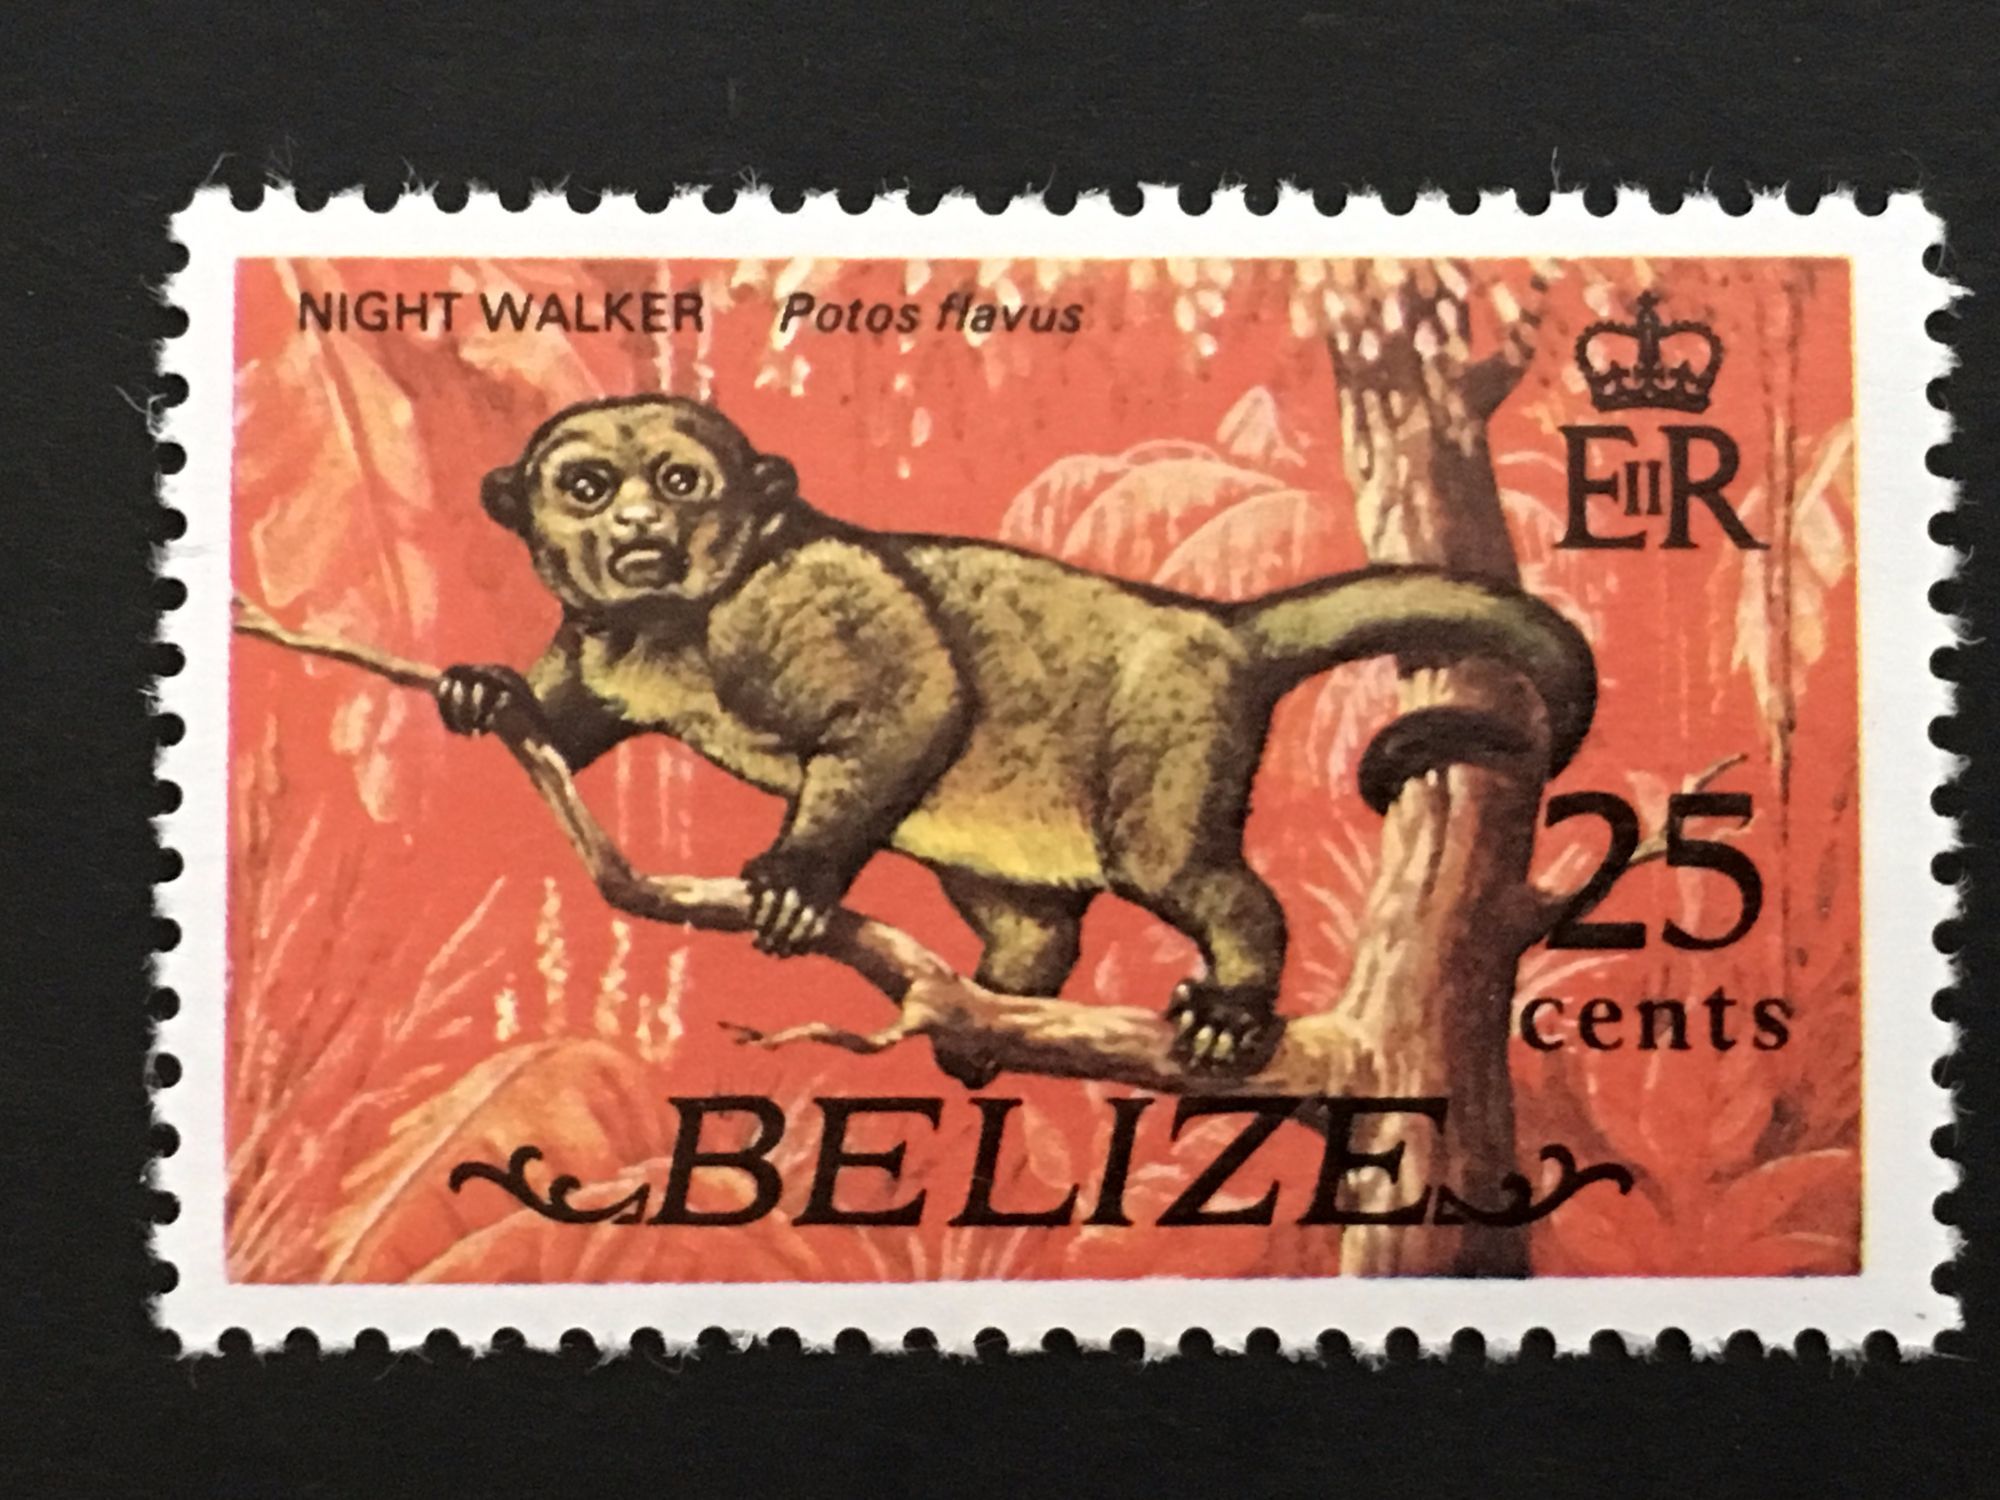 NIGHT WALKER Potos flavus
EIIR
25
cents
BELIZE